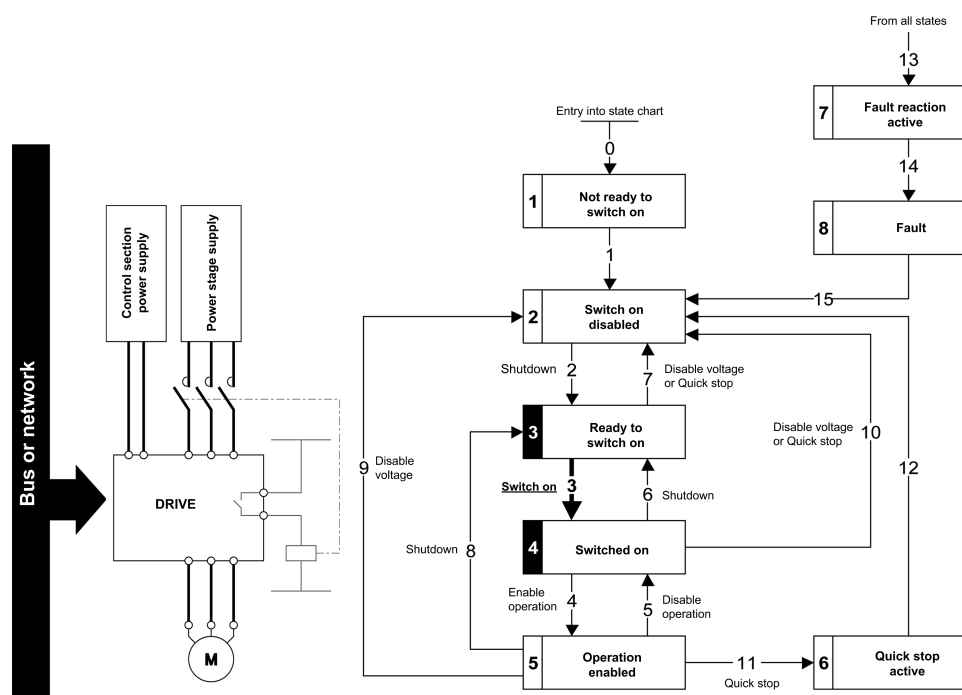 From all states
13
7
Fault reaction
active
14
8
Fault
15
Entry into state chart
0
1
Not ready to
switch on
1
2
Switch on
disabled
Shutdown
2
7
Disable voltage
or Quick stop
3
Ready to
switch on
Switch on
3
6
Shutdown
4
Switched on
Enable
operation
4
5
Disable
operation
5
Operation
enabled
11
Quick stop
6
Quick stop
active
8
Shutdown
9
Disable
voltage
10
Disable voltage
or Quick stop
12
Bus or network
Control section
power supply
Power stage supply
DRIVE
M